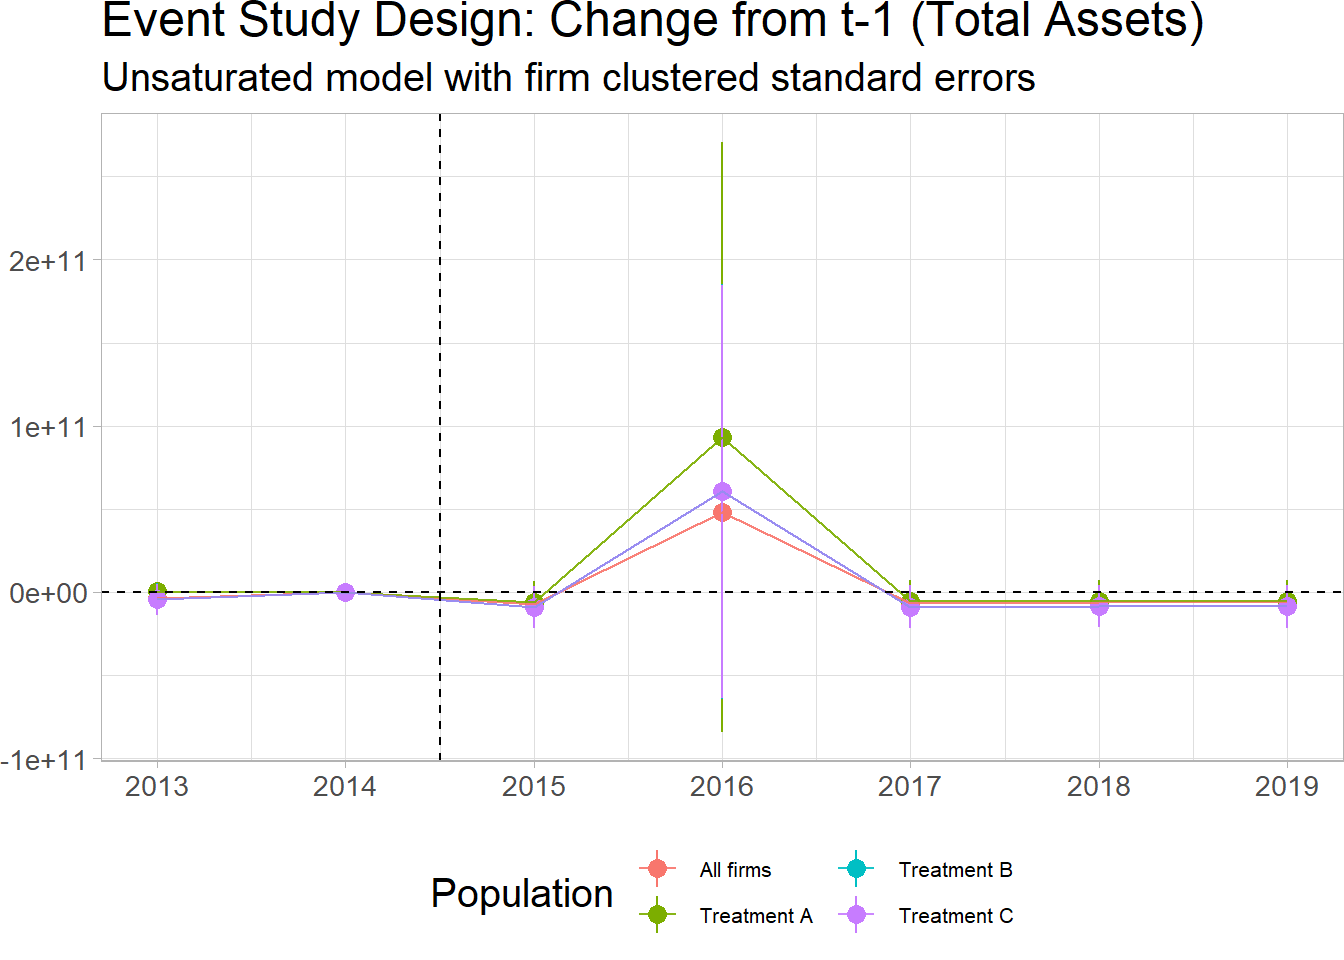 Event Study Design: Change from t-1 (Total Assets)
Unsaturated model with firm clustered standard errors
2e+11
1e+11
0e+00
-1e+11
2013 2014 2015 2016 2017 2018 2019
Population
All firms
Treatment B
Treatment A
Treatment C